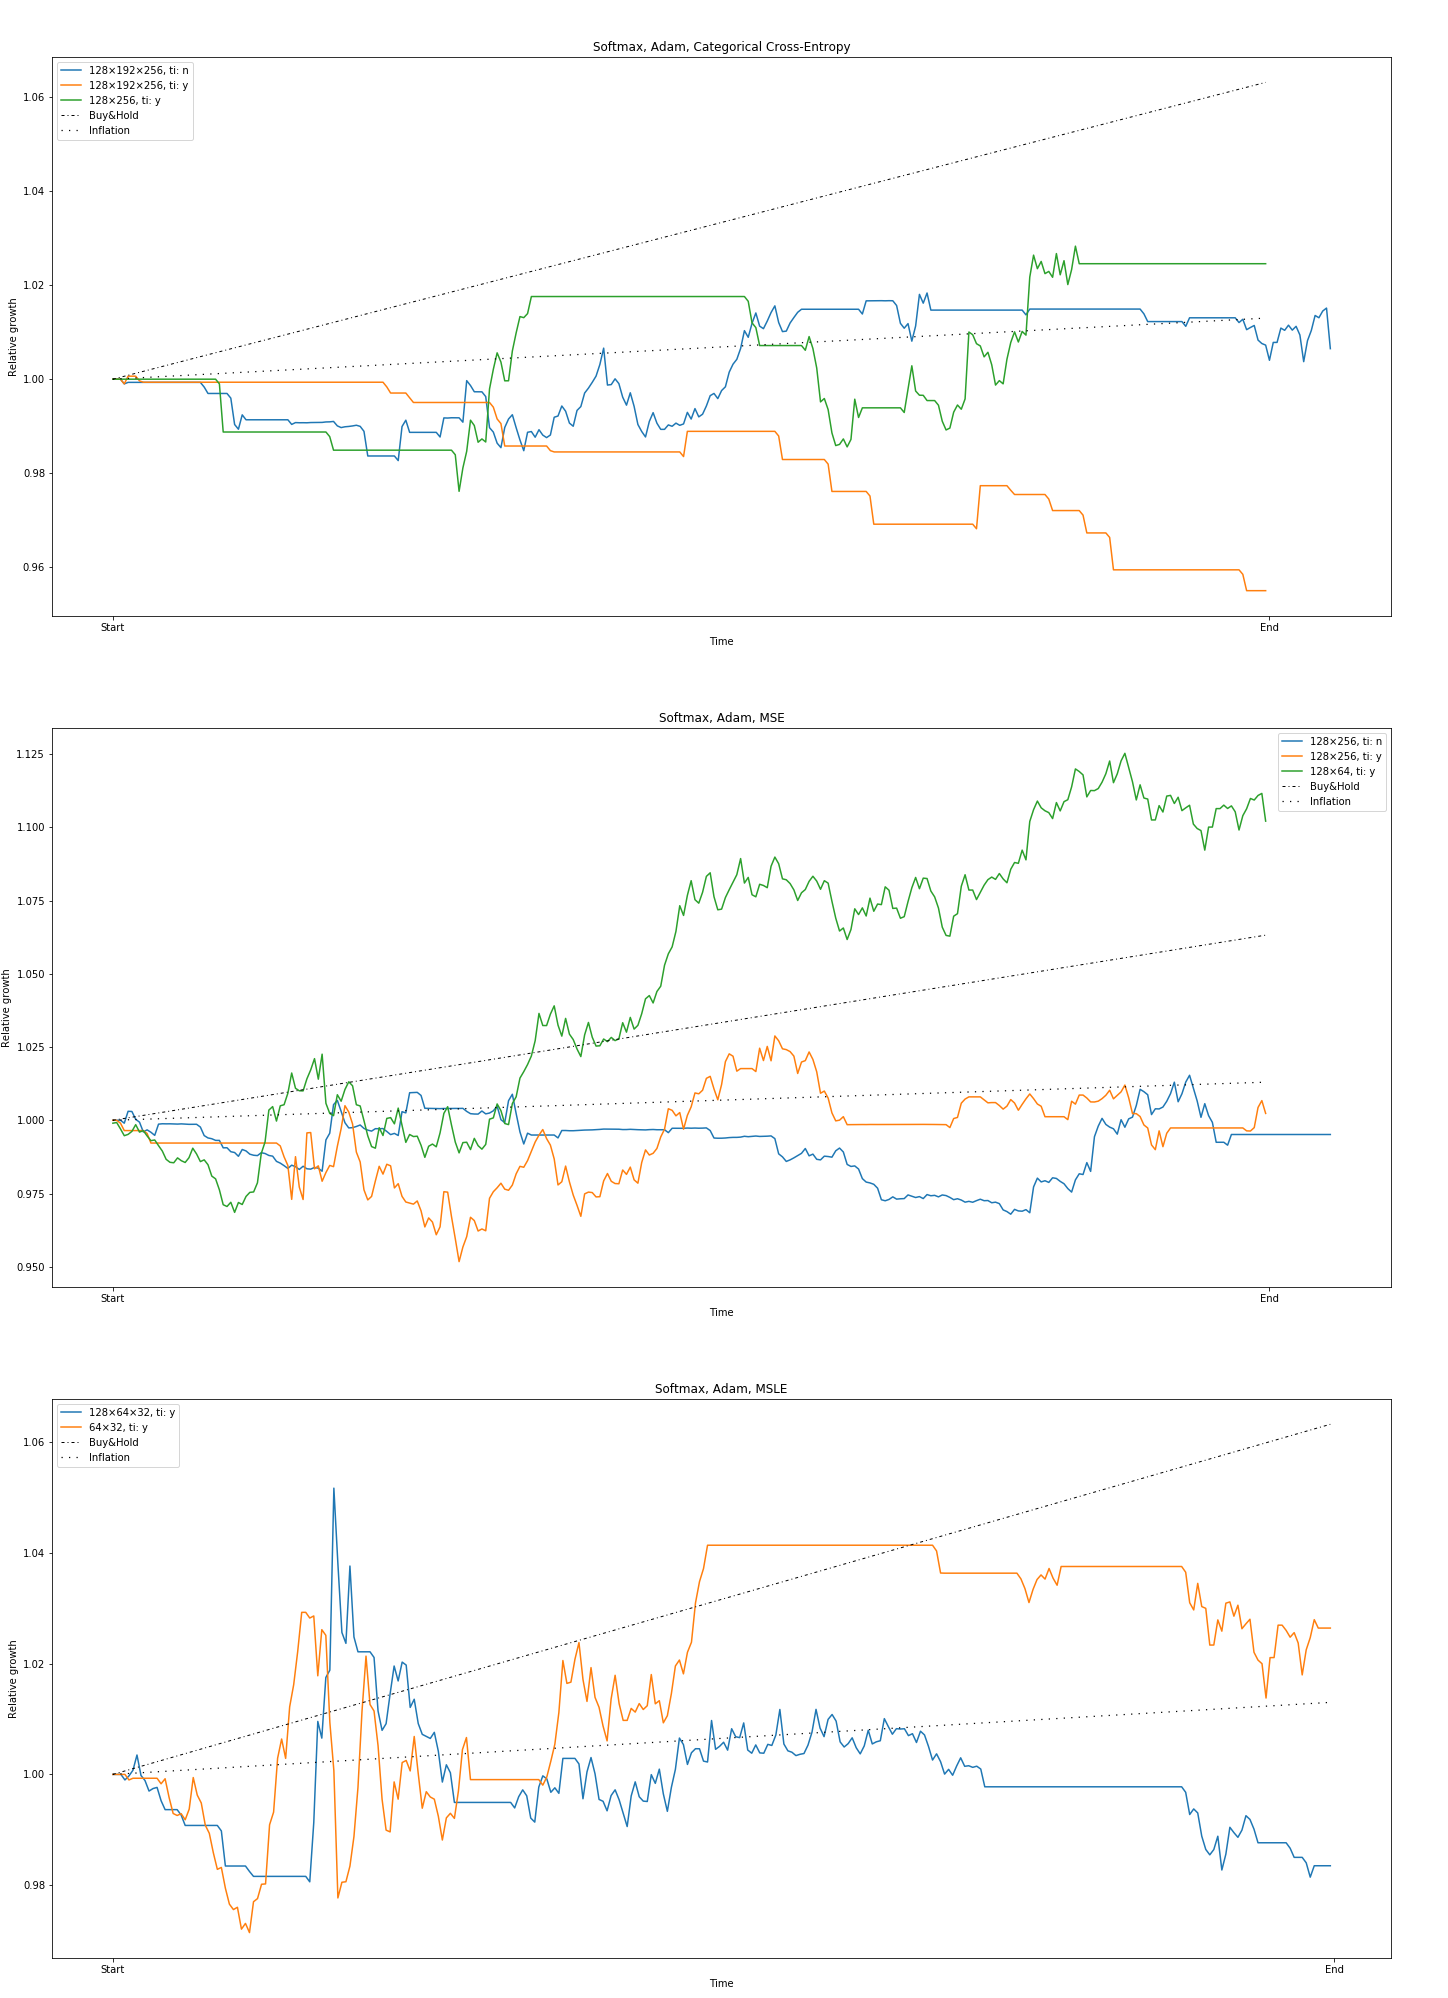 Softmax, Adam, Categorical Cross-Entropy
128×192×256, ti: n
128×192×256, ti: y
128×256, ti: y
Buy&Hold
Inflation
Relative growth
1.06
1.04
1.02
1.00
0.98
0.96
Start
End
Time
Softmax, Adam, MSE
128×256, ti: n
128×256, ti: y
128×64, ti: y
Buy&Hold
Inflation
Relative growth
1.125
1.100
1.075
1.050
1.025
1.000
0.975
0.950
Start
End
Time
Softmax, Adam, MSLE
128×64×32, ti: y
64×32, ti: y
Buy&Hold
Inflation
Relative growth
1.06
1.04
1.02
1.00
0.98
Start
End
Time